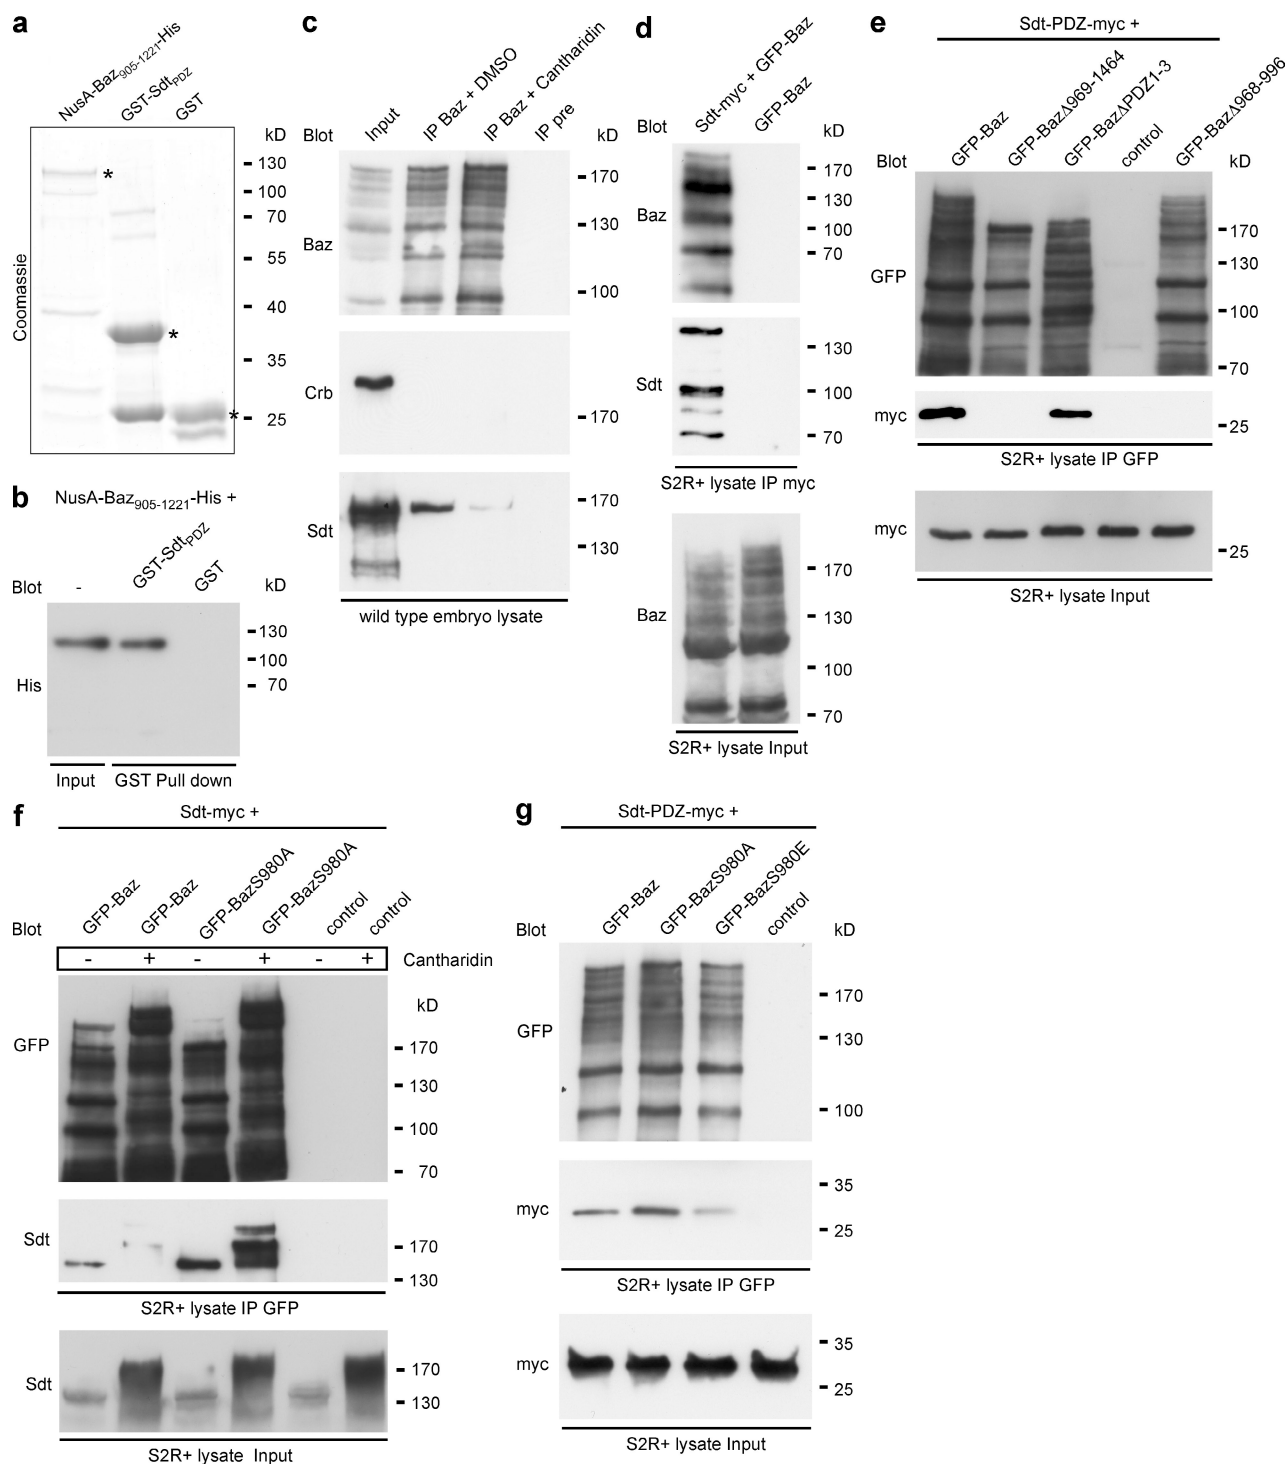 a
NusA-Baz905-1221-His
GST-SdtPDZ
GST
kD
130
100
70
55
40
35
25
*
*
*
Coomassie
b
NusA-Baz905-1221-His +
Blot
-
GST-SdtPDZ
GST
kD
130
100
70
His
Input
GST Pull down
c
Blot
Input
IP Baz + DMSO
IP Baz + Cantharidin
IP pre
kD
Baz
170
130
100
Crb
170
Sdt
170
130
wild type embryo lysate
d
Blot
Sdt-myc + GFP-Baz
GFP-Baz
kD
Baz
170
130
100
70
Sdt
130
100
70
S2R+ lysate IP myc
Baz
170
130
100
70
S2R+ lysate Input
e
Sdt-PDZ-myc +
Blot
GFP-Baz
GFP-BazΔ969-1464
GFP-BazΔPDZ1-3
control
GFP-BazΔ968-996
kD
GFP
170
130
100
70
myc
25
S2R+ lysate IP GFP
myc
25
S2R+ lysate Input
f
Sdt-myc +
Blot
GFP-Baz
GFP-Baz
GFP-BazS980A
GFP-BazS980A
control
control
- + - + - + Cantharidin
kD
GFP
170
130
100
70
Sdt
170
130
S2R+ lysate IP GFP
Sdt
170
130
S2R+ lysate Input
g
Sdt-PDZ-myc +
Blot
GFP-Baz
GFP-BazS980A
GFP-BazS980E
control
kD
GFP
170
130
100
myc
35
25
S2R+ lysate IP GFP
myc
35
25
S2R+ lysate Input